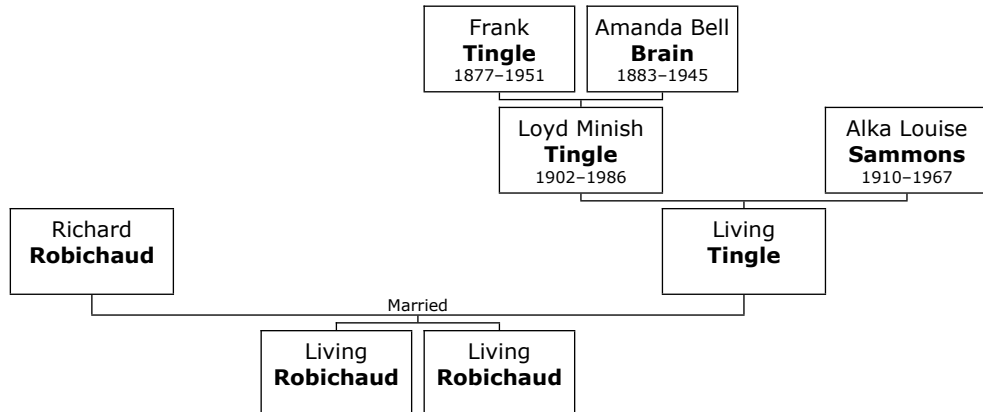 Frank
Tingle
1877–1951
Amanda Bell
Brain
1883–1945
Loyd Minish
Tingle
1902–1986
Alka Louise
Sammons
1910–1967
Richard
Robichaud
Living
Tingle
Married
Living
Robichaud
Living
Robichaud